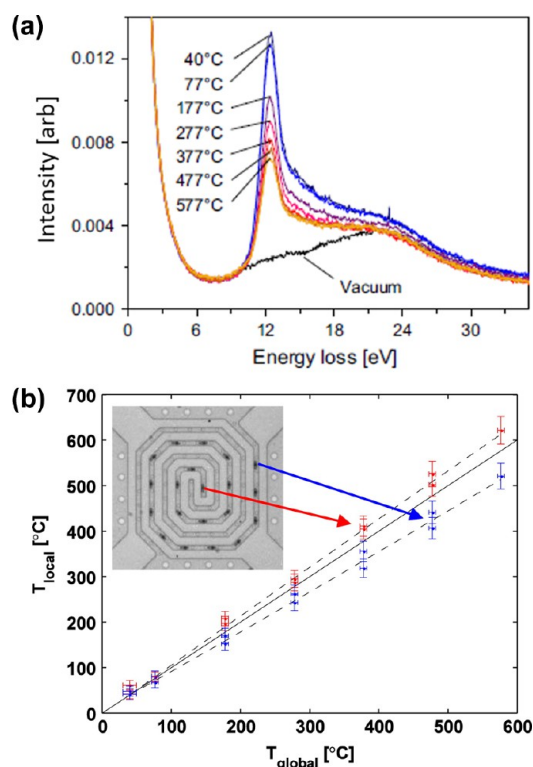 (a)
0.012
0.008
0.004
0.000
Intensity [arb]
40°C
77°C
177°C
277°C
377°C
477°C
577°C
Vacuum
0
6
12
18
24
30
Energy loss [eV]
(b)
700
600
500
400
300
200
100
0
T_local [°C]
0
100
200
300
400
500
600
T_global [°C]